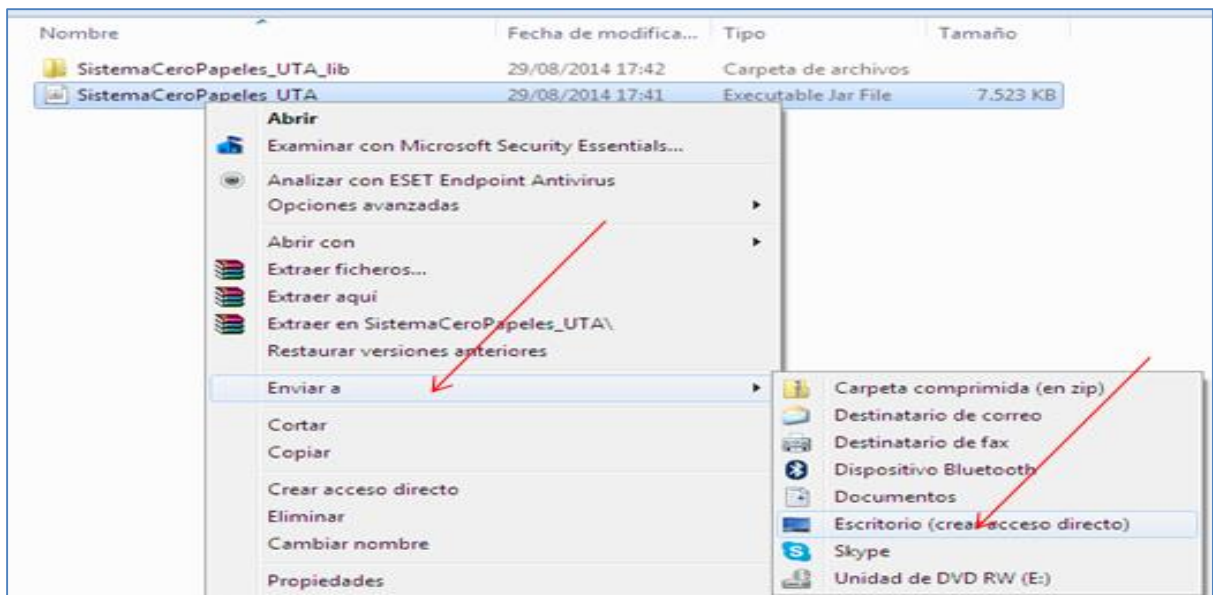 Nombre Fecha de modifica... Tipo Tamaño
SistemaCeroPapeles_UTA_lib 29/08/2014 17:42 Carpeta de archivos
SistemaCeroPapeles_UTA 29/08/2014 17:41 Executable Jar File 7.523 KB
Abrir
Examinar con Microsoft Security Essentials...
Analizar con ESET Endpoint Antivirus
Opciones avanzadas
Abrir con
Extraer ficheros...
Extraer aquí
Extraer en SistemaCeroPapeles_UTA\
Restaurar versiones anteriores
Enviar a
Cortar
Copiar
Crear acceso directo
Eliminar
Cambiar nombre
Propiedades
Carpeta comprimida (en zip)
Destinatario de correo
Destinatario de fax
Dispositivo Bluetooth
Documentos
Escritorio (crear acceso directo)
Skype
Unidad de DVD RW (E:)